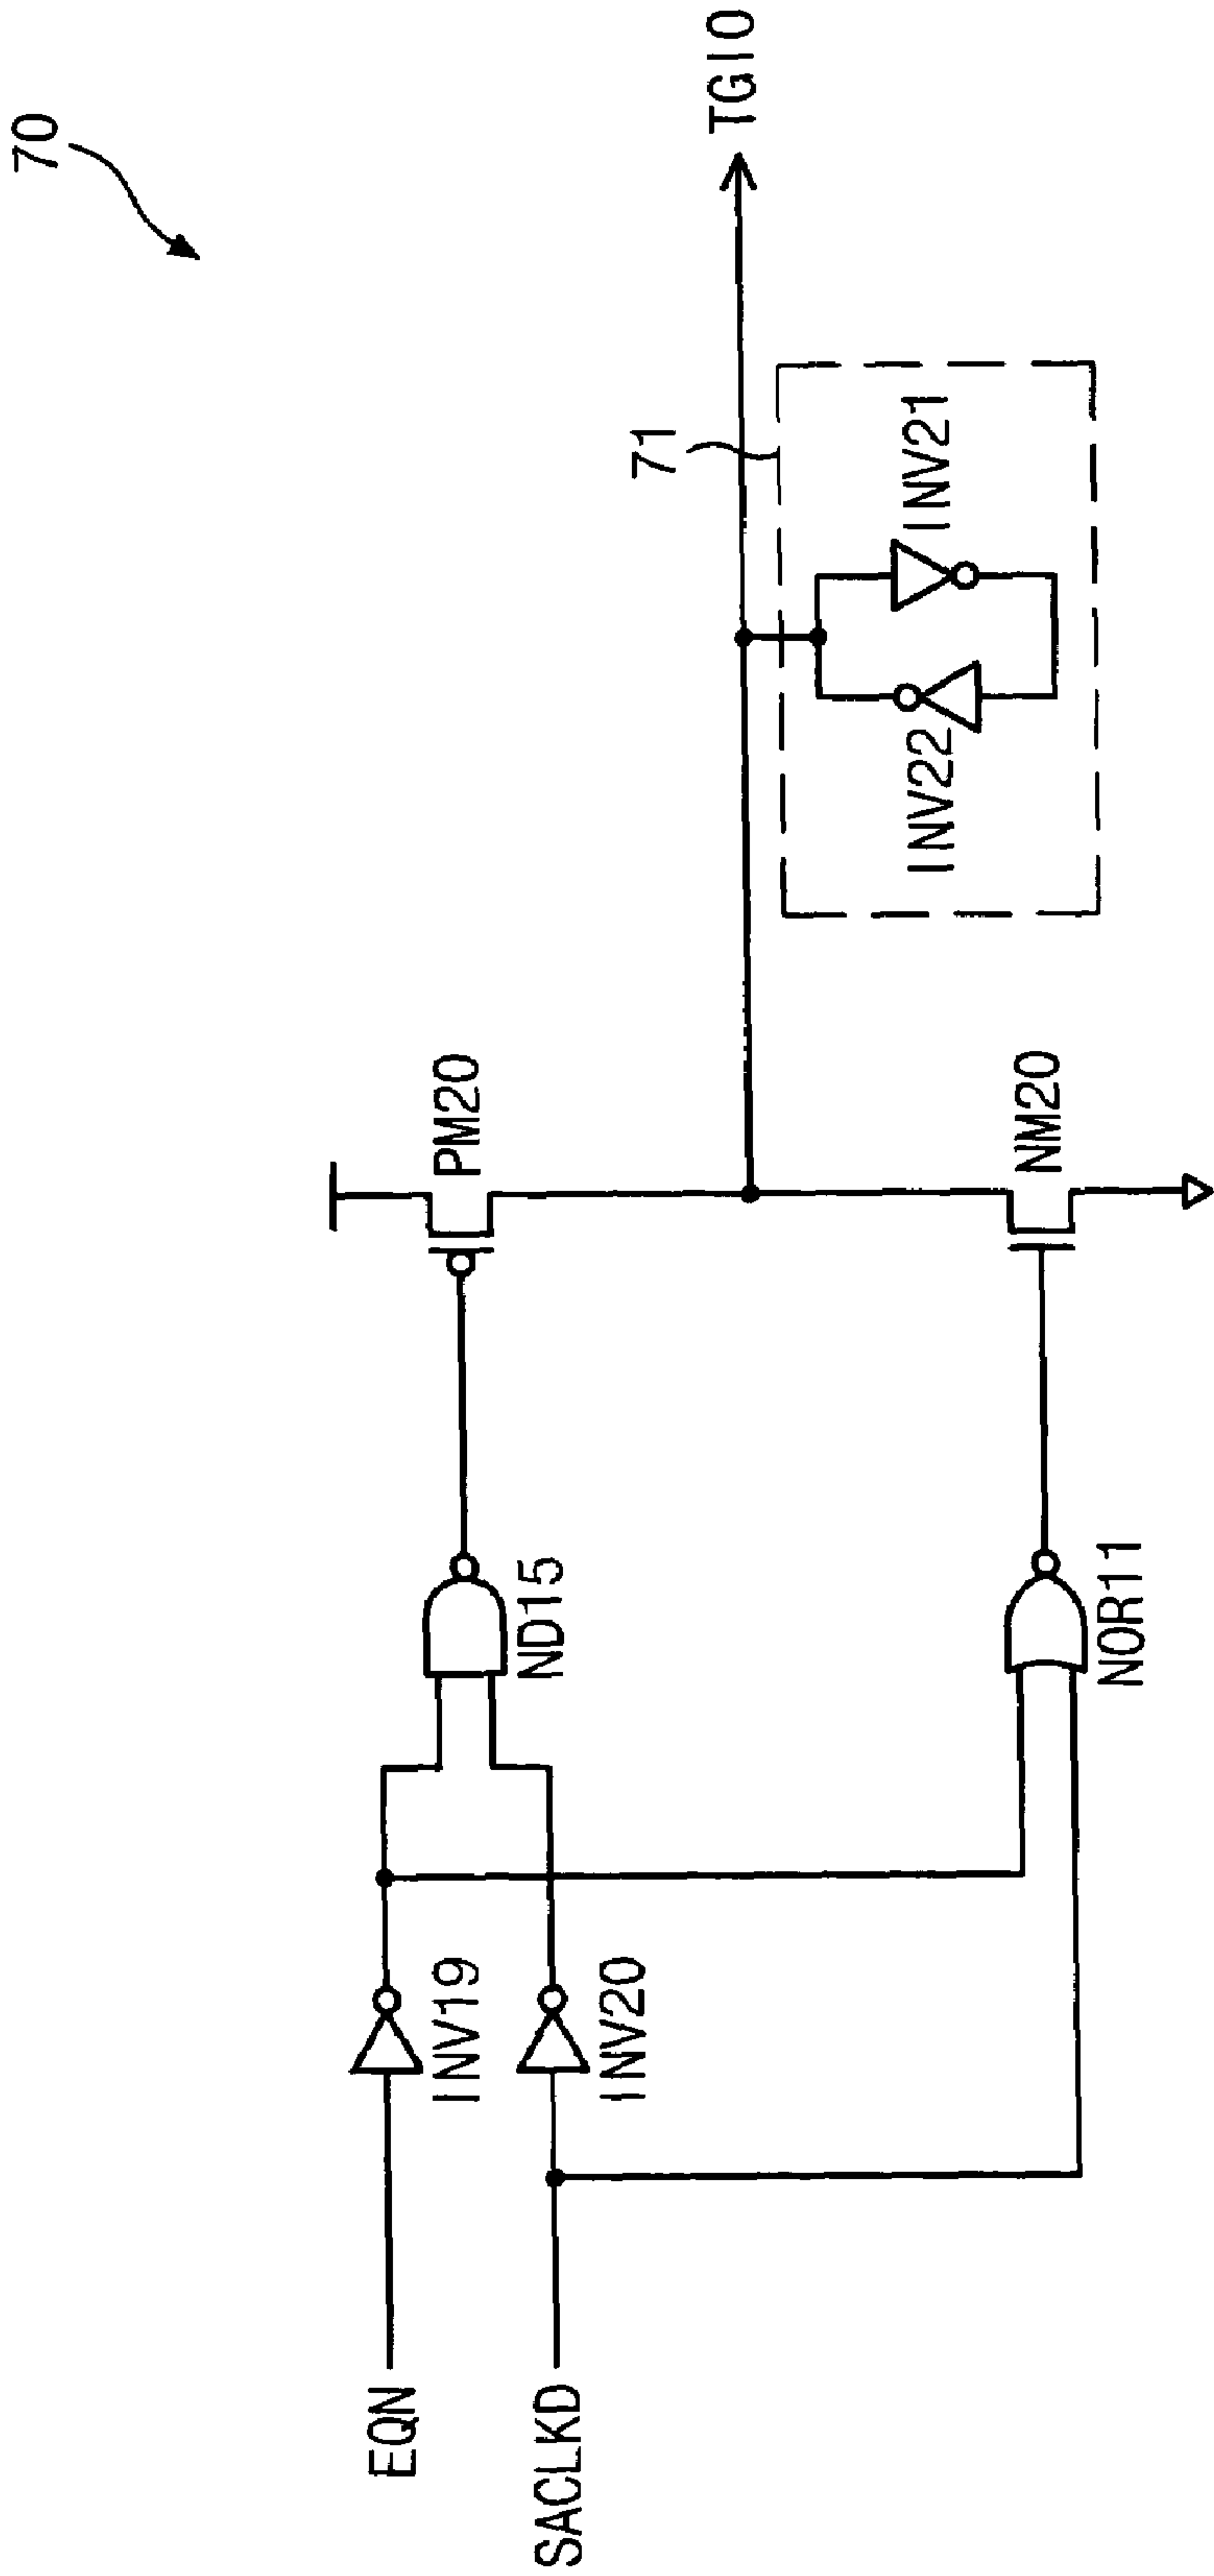 70
EQN
SACLKD
INV19
INV20
ND15
NOR11
PM20
NM20
71
INV22
INV21
TGIO